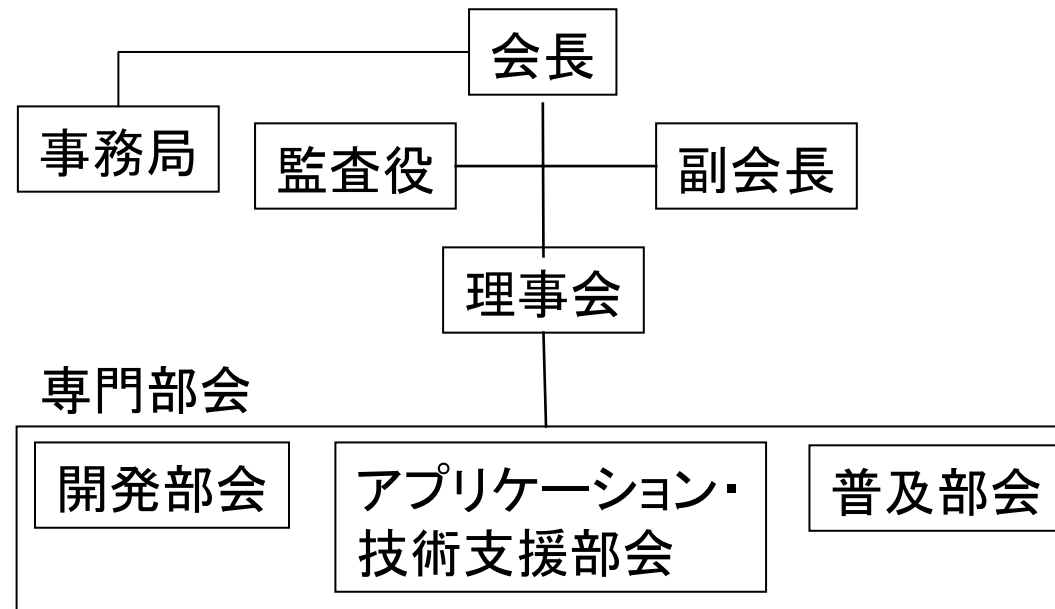 会長
事務局
監査役
副会長
理事会
専門部会
開発部会
アプリケーション・
技術支援部会
普及部会